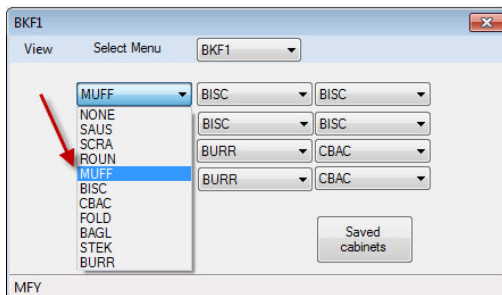 BKF1
View Select Menu BKF1
MUFF BISC BISC
NONE
SAUS BISC BISC
SCRA
ROUN BURR CBAC
MUFF
BISC BURR CBAC
CBAC
FOLD
BAGL Saved
STEK cabinets
BURR
MFY